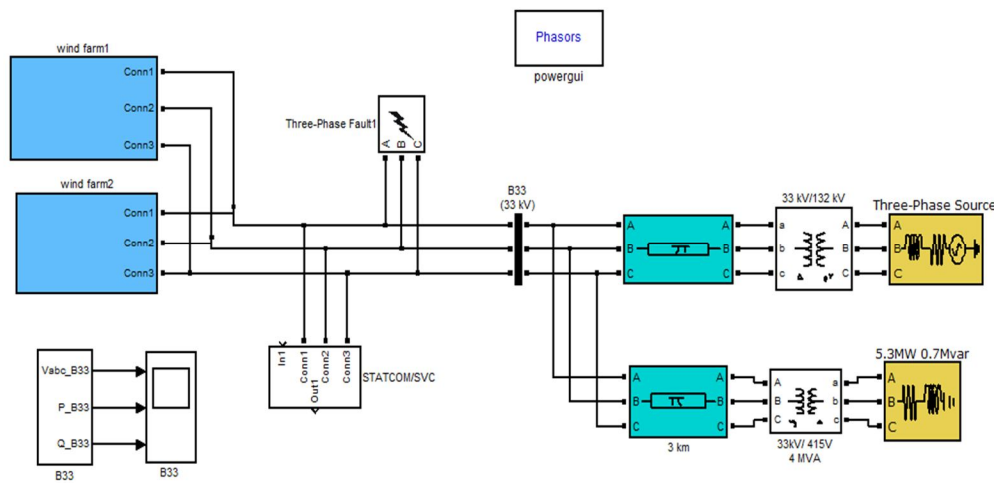 Phasors
powergui
wind farm1
Conn1
Conn2
Conn3
wind farm2
Conn1
Conn2
Conn3
Three-Phase Fault1
A
B
C
B33
(33 kV)
A
B
C
A
B
C
33 kV/132 kV
a
b
c
A
B
C
Three-Phase Source
A
B
C
In1
Conn1
Out1
Conn2
Conn3
STATCOM/SVC
A
B
C
A
B
C
3 km
A
B
C
a
b
c
33kV/ 415V
4 MVA
5.3MW 0.7Mvar
A
B
C
Vabc_B33
P_B33
Q_B33
B33
B33